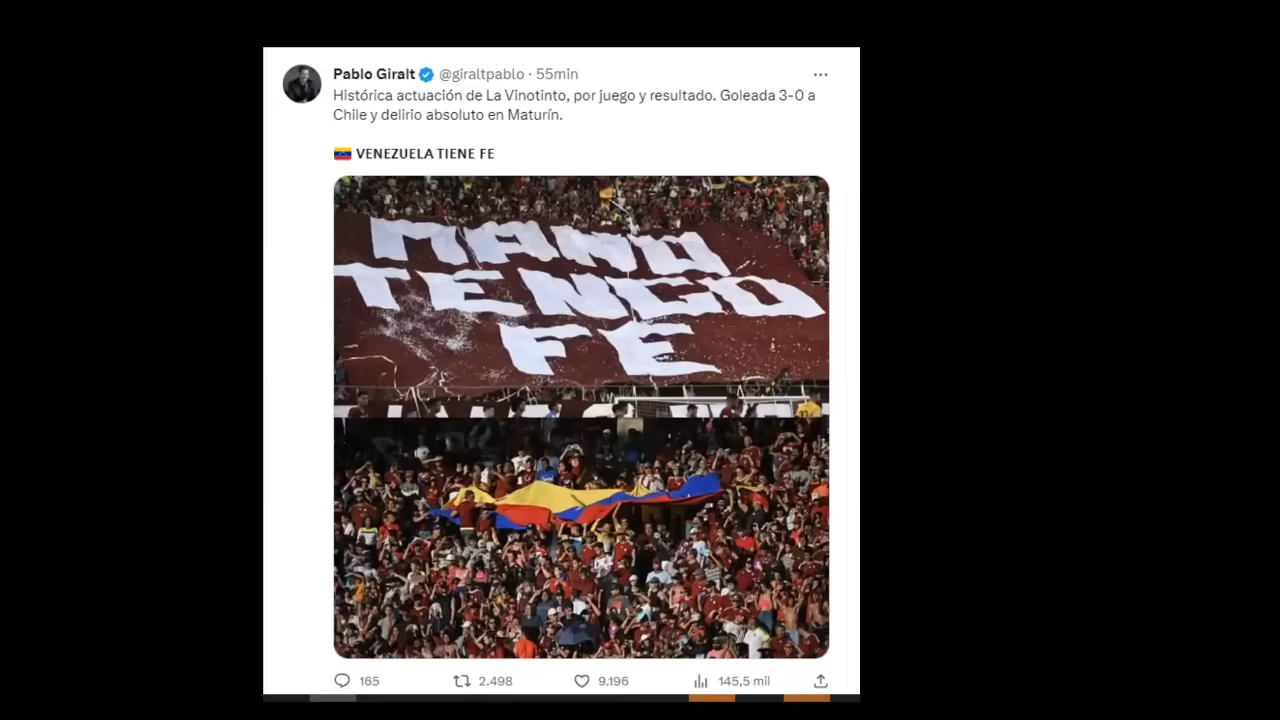 Pablo Giralt @giraltpablo · 55min
Histórica actuación de La Vinotinto, por juego y resultado. Goleada 3-0 a
Chile y delirio absoluto en Maturín.
VENEZUELA TIENE FE
MANO
TENGO
FE
165 2.498 9.196 145,5 mil